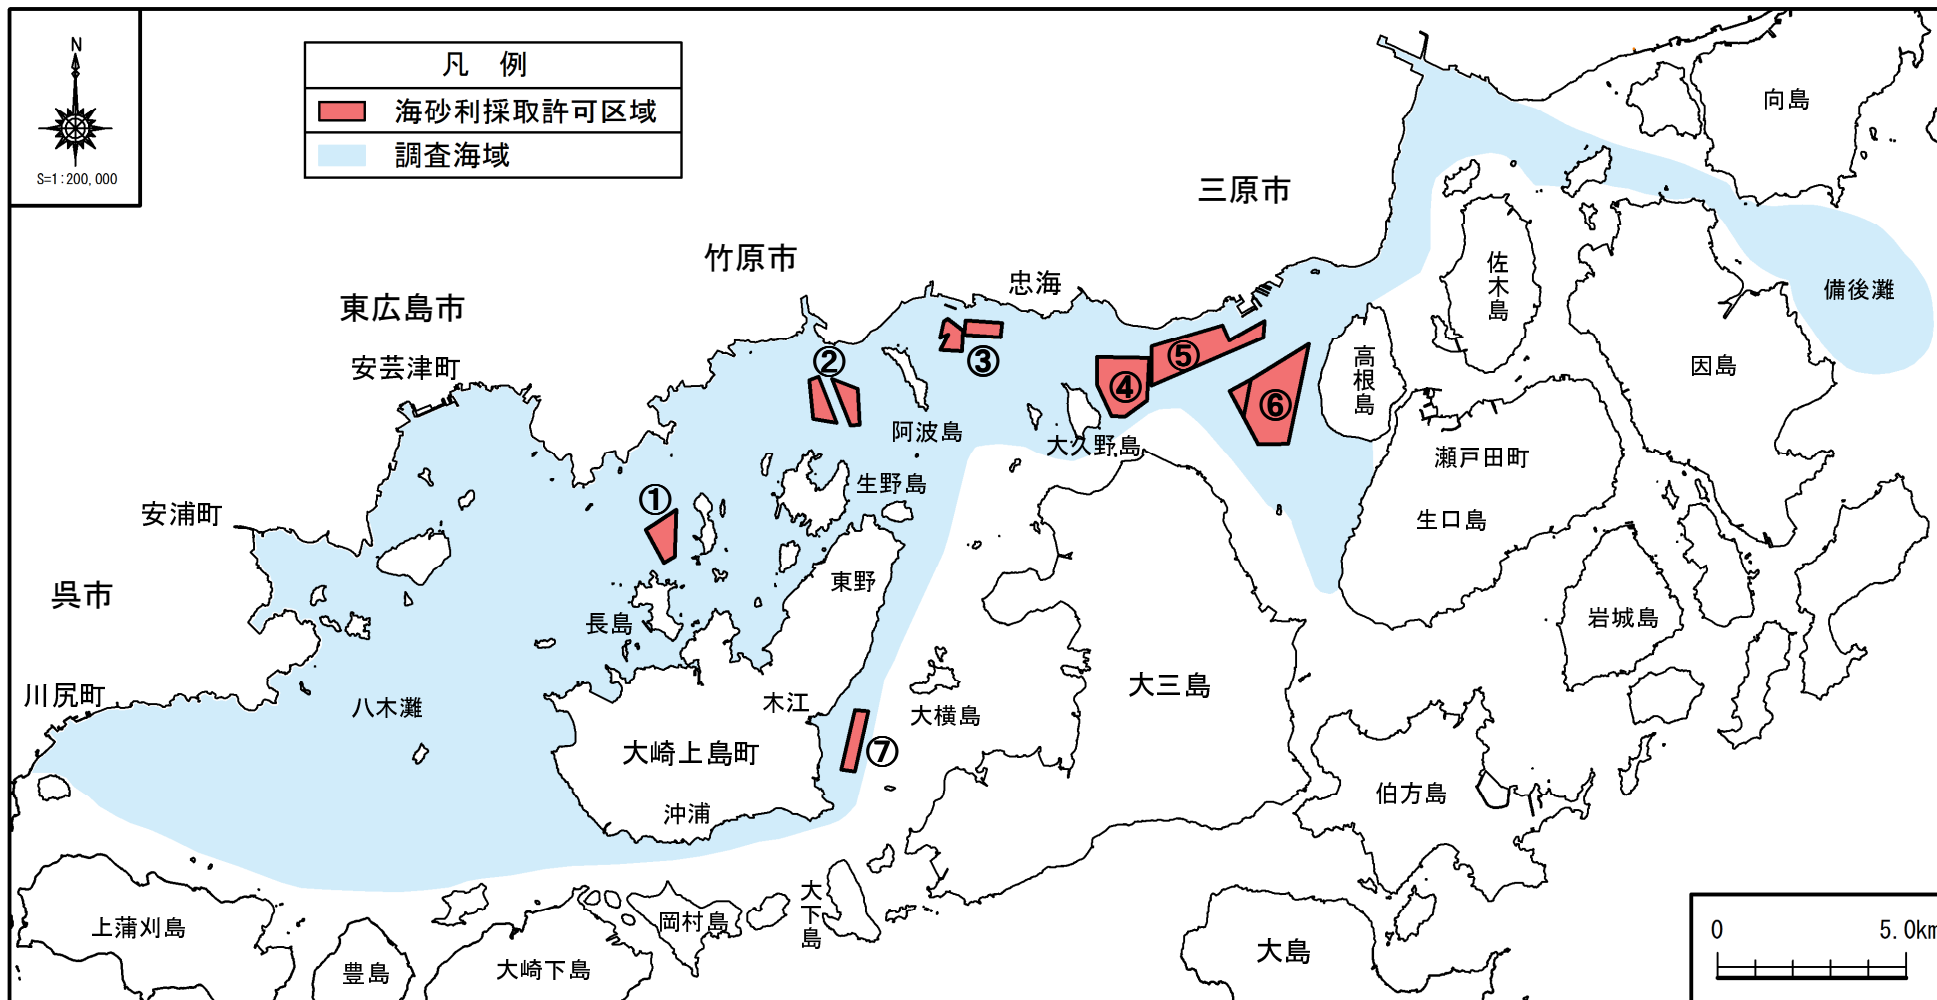 N
S=1:200,000
凡 例
海砂利採取許可区域
調査海域
向島
三原市
竹原市
忠海
佐木島
備後灘
東広島市
安芸津町
②
③
⑤
④
⑥
高根島
因島
阿波島
大久野島
瀬戸田町
生野島
①
安浦町
生口島
東野
呉市
長島
岩城島
川尻町
八木灘
木江
大横島
大三島
大崎上島町
⑦
沖浦
伯方島
上蒲刈島
豊島
大崎下島
岡村島
大下島
大島
0 5.0km